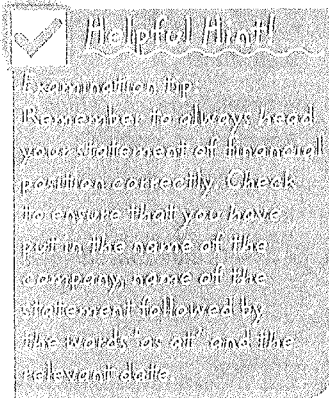 Helpful Hint!
Examination tip:
Remember to always head
your statement of financial
position correctly. Check
to ensure that you have
put in the name of the
company, name of the
statement followed by
the words "as at" and the
relevant date.